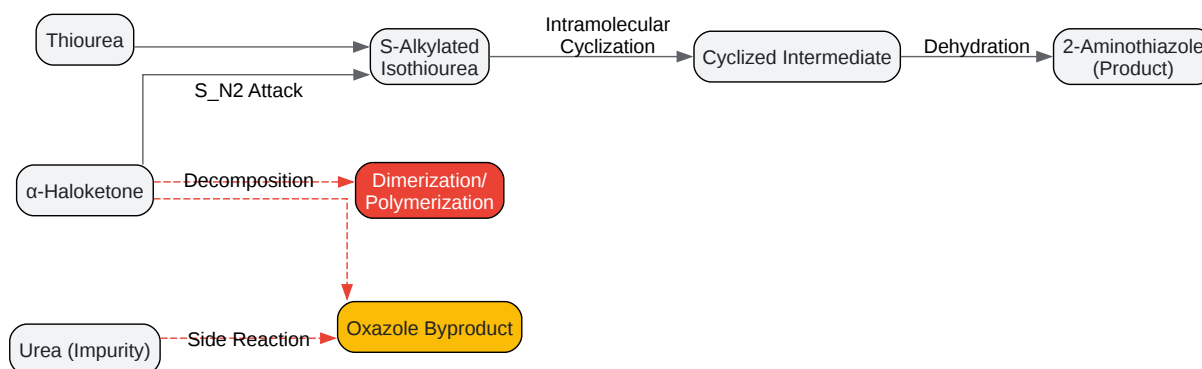 Thiourea
S-Alkylated
Isothiourea
Intramolecular
Cyclization
Cyclized Intermediate
Dehydration
2-Aminothiazole
(Product)
S_N2 Attack
α-Haloketone
Decomposition
Dimerization/
Polymerization
Urea (Impurity)
Side Reaction
Oxazole Byproduct